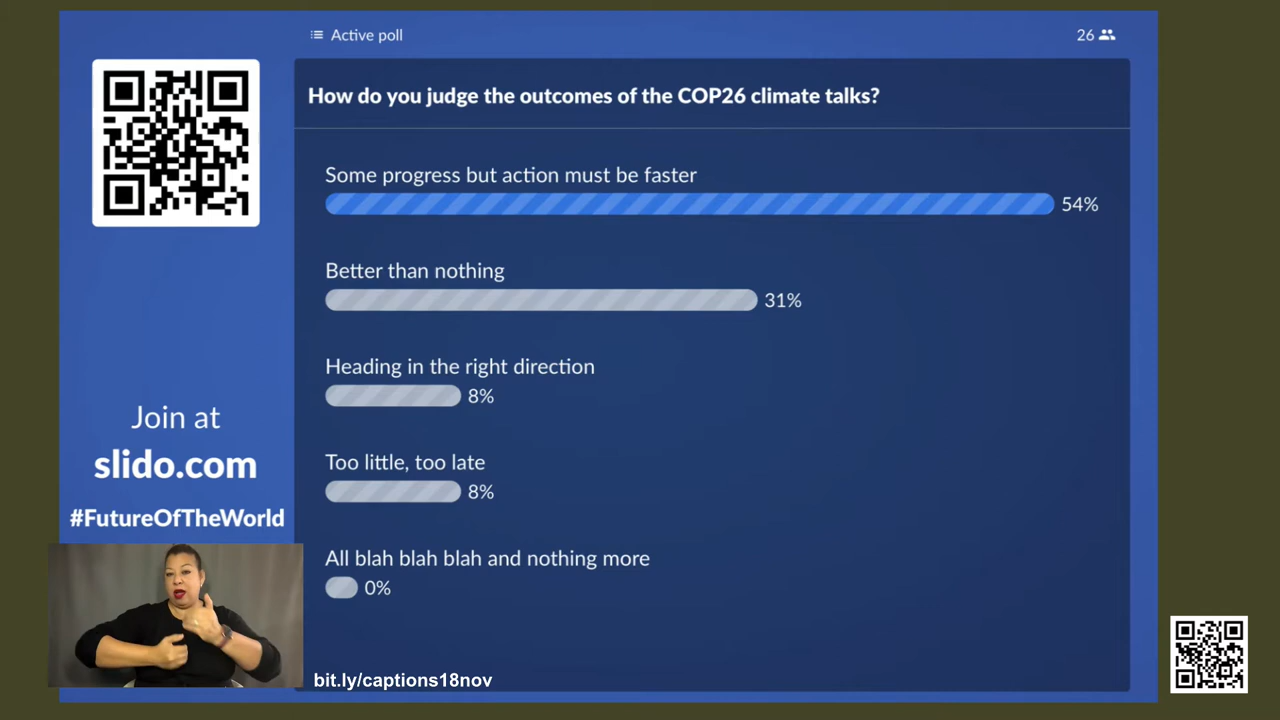 Active poll
26
How do you judge the outcomes of the COP26 climate talks?
Some progress but action must be faster
54%
Better than nothing
31%
Heading in the right direction
8%
Too little, too late
8%
All blah blah blah and nothing more
0%
Join at
slido.com
#FutureOfTheWorld
bit.ly/captions18nov